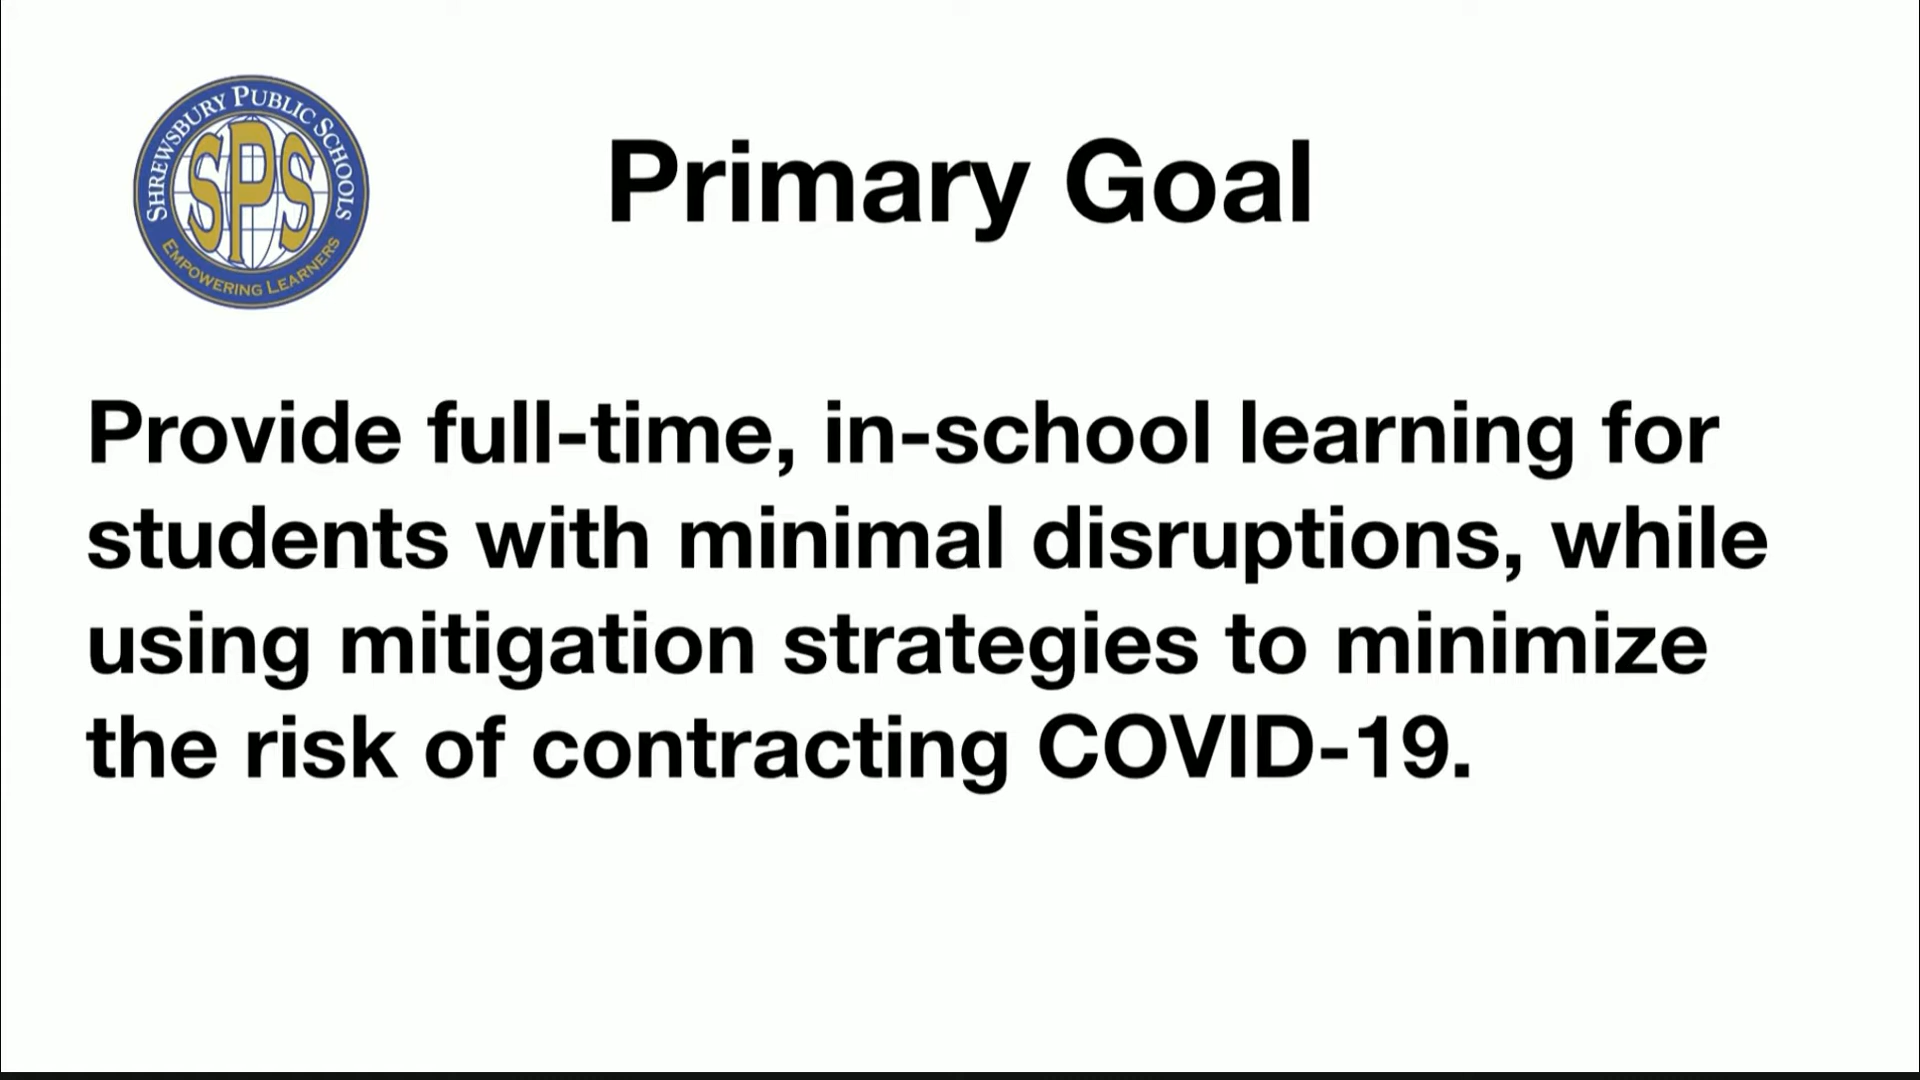 SHREWSBURY PUBLIC SCHOOLS
SPS
EMPOWERING LEARNERS
Primary Goal
Provide full-time, in-school learning for
students with minimal disruptions, while
using mitigation strategies to minimize
the risk of contracting COVID-19.